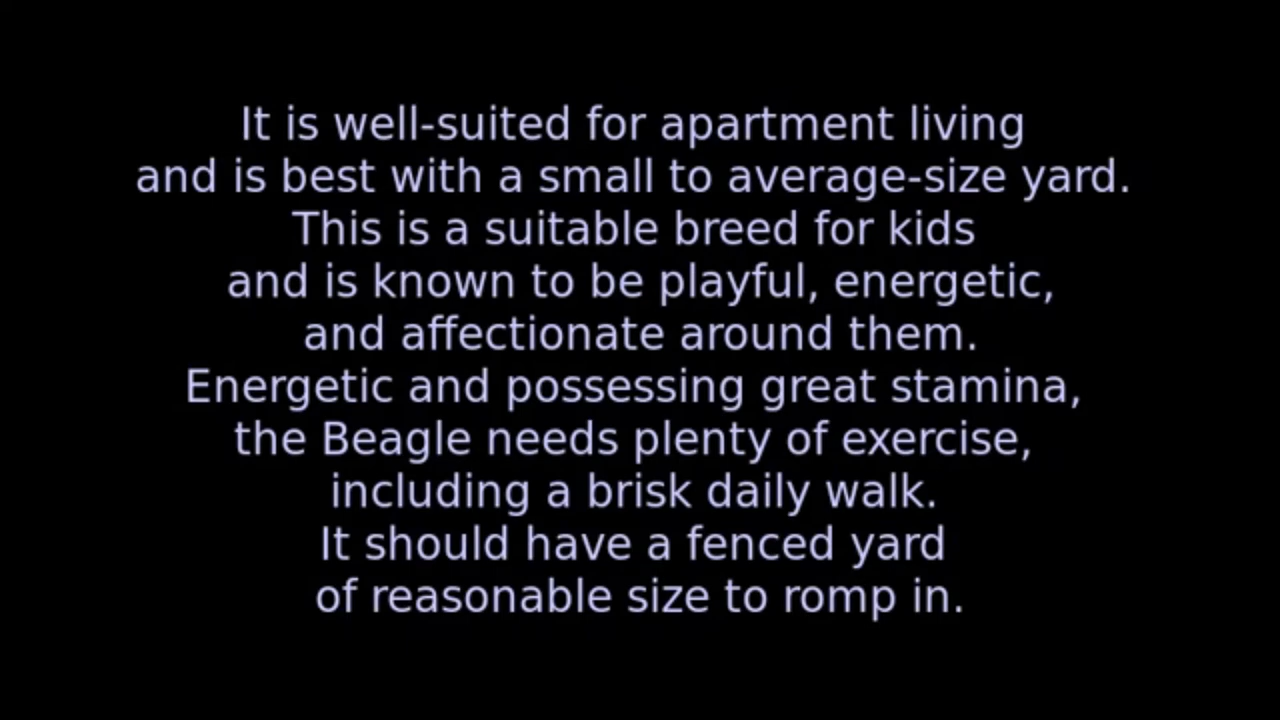 It is well-suited for apartment living
and is best with a small to average-size yard.
This is a suitable breed for kids
and is known to be playful, energetic,
and affectionate around them.
Energetic and possessing great stamina,
the Beagle needs plenty of exercise,
including a brisk daily walk.
It should have a fenced yard
of reasonable size to romp in.